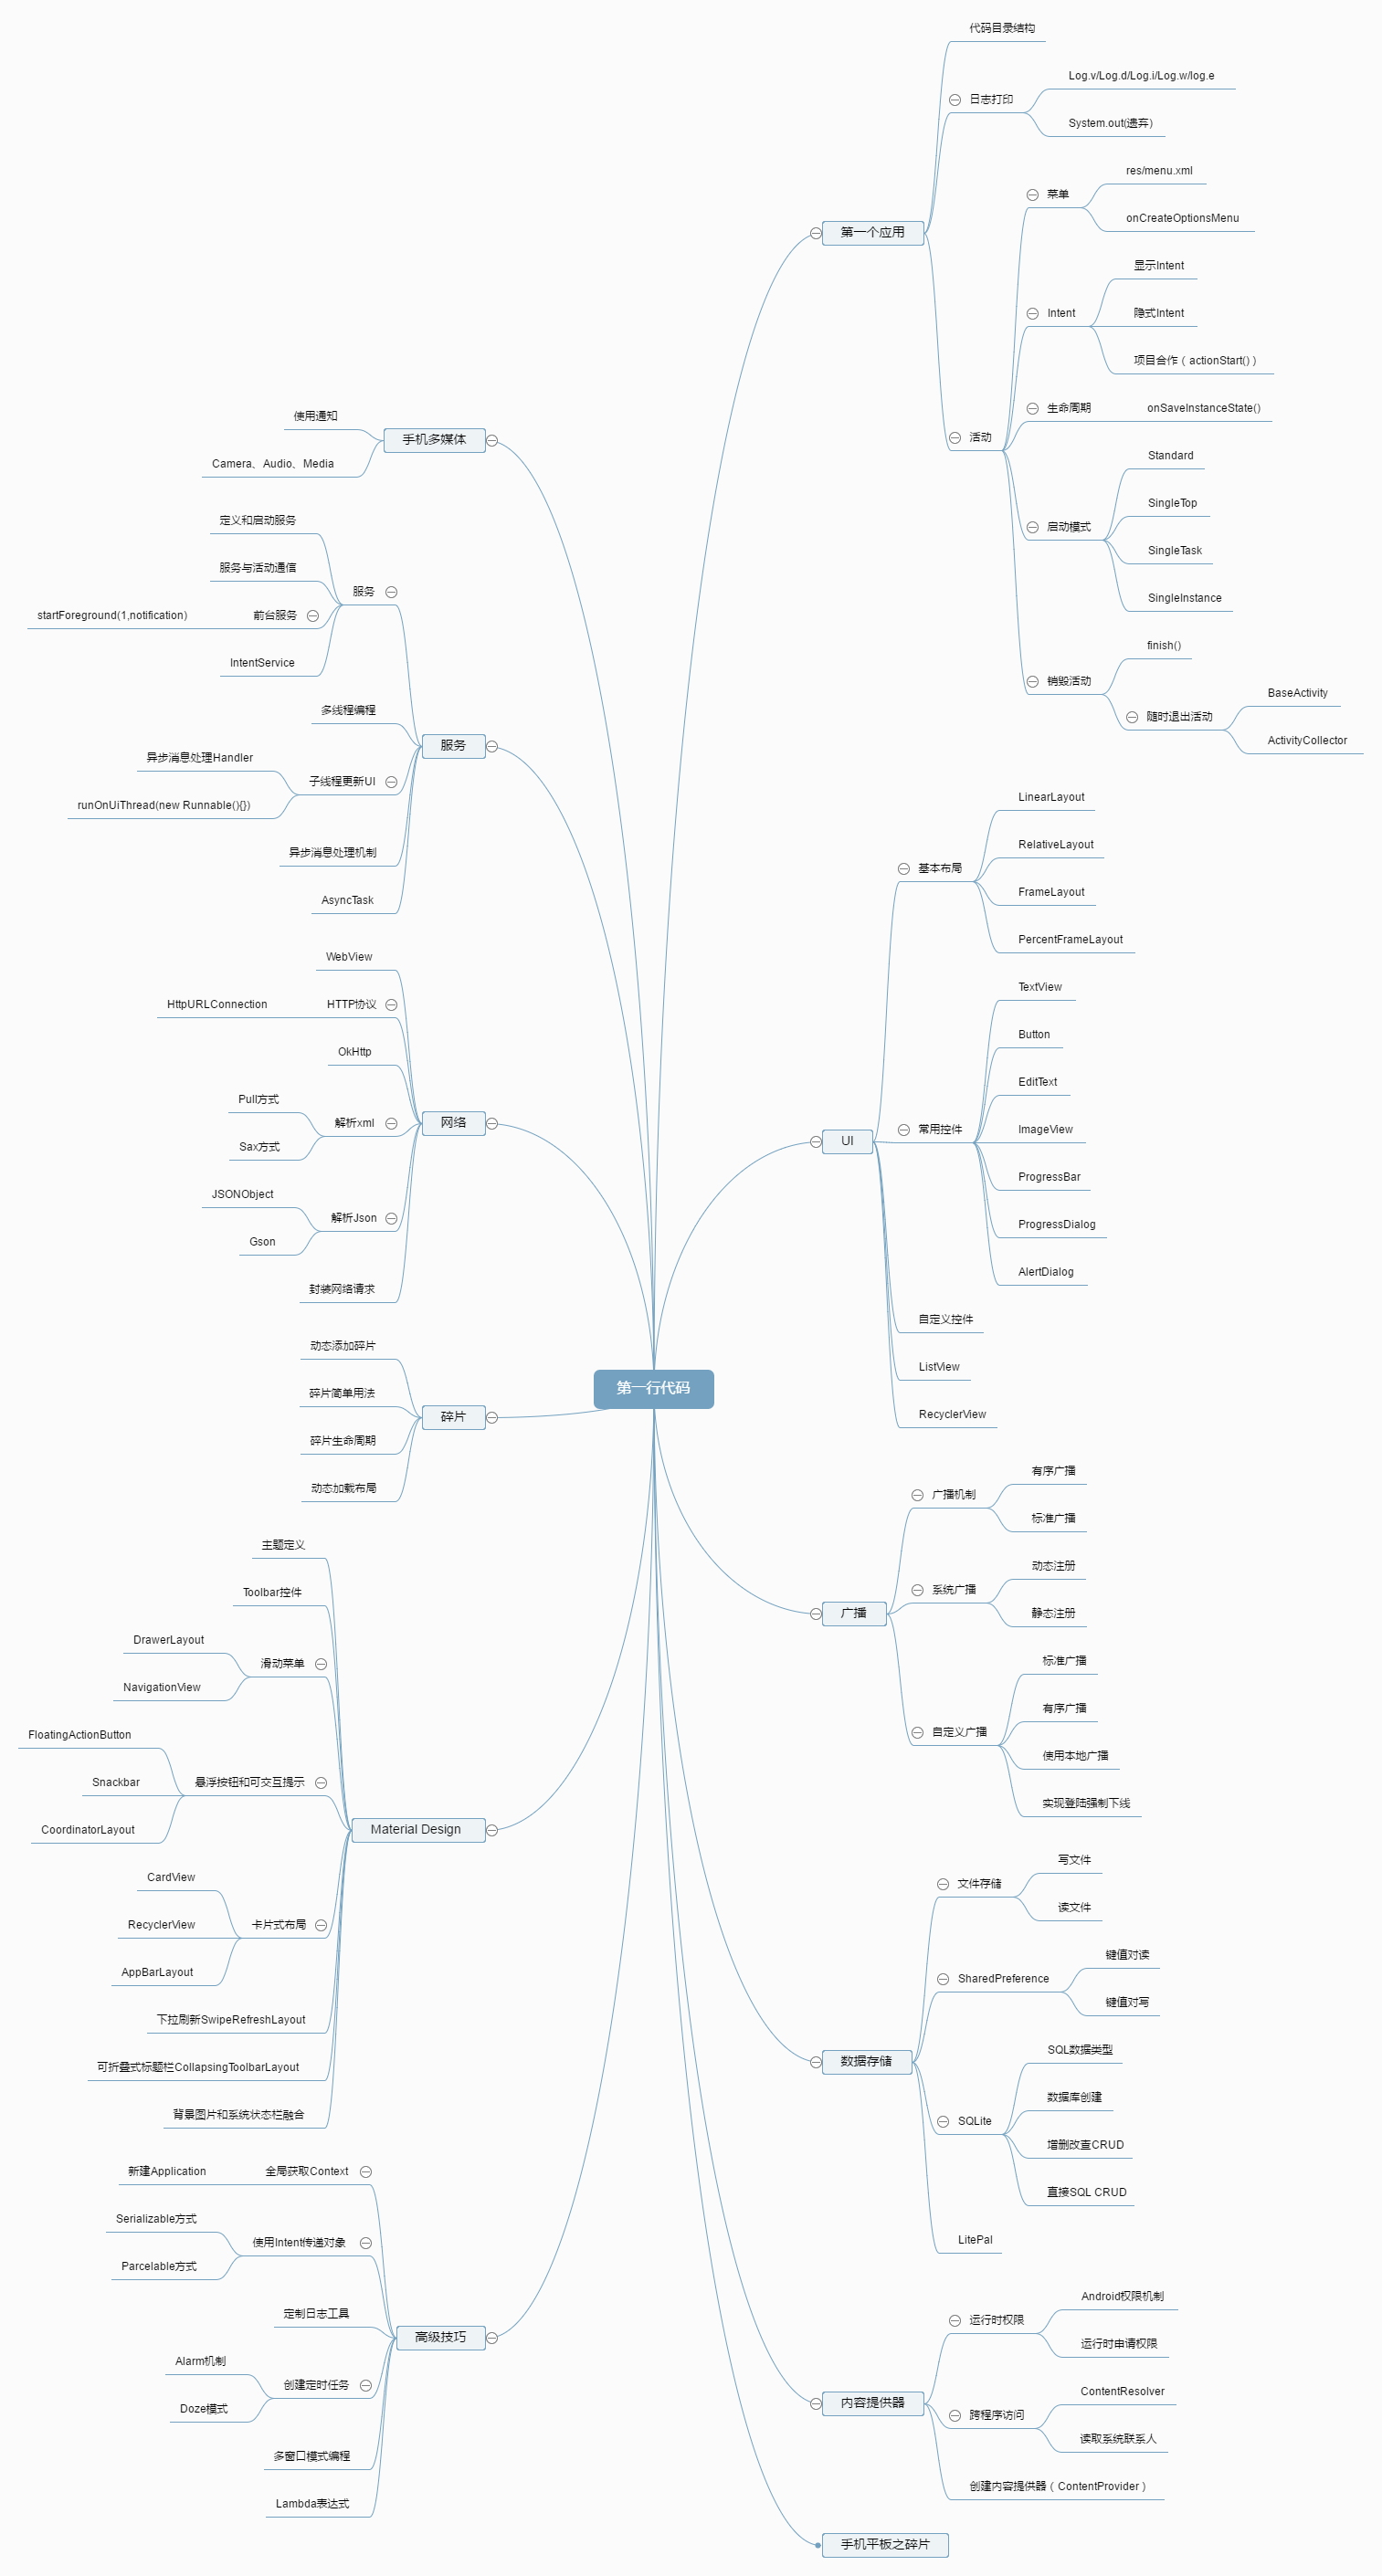 第一行代码
第一个应用
代码目录结构
日志打印
Log.v/Log.d/Log.i/Log.w/log.e
System.out(遗弃)
活动
菜单
res/menu.xml
onCreateOptionsMenu
Intent
显示Intent
隐式Intent
项目合作（actionStart()）
生命周期
onSaveInstanceState()
启动模式
Standard
SingleTop
SingleTask
SingleInstance
销毁活动
finish()
随时退出活动
BaseActivity
ActivityCollector
UI
基本布局
LinearLayout
RelativeLayout
FrameLayout
PercentFrameLayout
常用控件
TextView
Button
EditText
ImageView
ProgressBar
ProgressDialog
AlertDialog
自定义控件
ListView
RecyclerView
广播
广播机制
有序广播
标准广播
系统广播
动态注册
静态注册
自定义广播
标准广播
有序广播
使用本地广播
实现登陆强制下线
数据存储
文件存储
写文件
读文件
SharedPreference
键值对读
键值对写
SQLite
SQL数据类型
数据库创建
增删改查CRUD
直接SQL CRUD
LitePal
内容提供器
运行时权限
Android权限机制
运行时申请权限
跨程序访问
ContentResolver
读取系统联系人
创建内容提供器（ContentProvider）
手机平板之碎片
手机多媒体
使用通知
Camera、Audio、Media
服务
服务
定义和启动服务
服务与活动通信
前台服务
startForeground(1,notification)
IntentService
多线程编程
子线程更新UI
异步消息处理Handler
runOnUiThread(new Runnable(){})
异步消息处理机制
AsyncTask
网络
WebView
HTTP协议
HttpURLConnection
OkHttp
解析xml
Pull方式
Sax方式
解析Json
JSONObject
Gson
封装网络请求
碎片
动态添加碎片
碎片简单用法
碎片生命周期
动态加载布局
Material Design
主题定义
Toolbar控件
滑动菜单
DrawerLayout
NavigationView
悬浮按钮和可交互提示
FloatingActionButton
Snackbar
CoordinatorLayout
卡片式布局
CardView
RecyclerView
AppBarLayout
下拉刷新SwipeRefreshLayout
可折叠式标题栏CollapsingToolbarLayout
背景图片和系统状态栏融合
高级技巧
全局获取Context
新建Application
使用Intent传递对象
Serializable方式
Parcelable方式
定制日志工具
创建定时任务
Alarm机制
Doze模式
多窗口模式编程
Lambda表达式